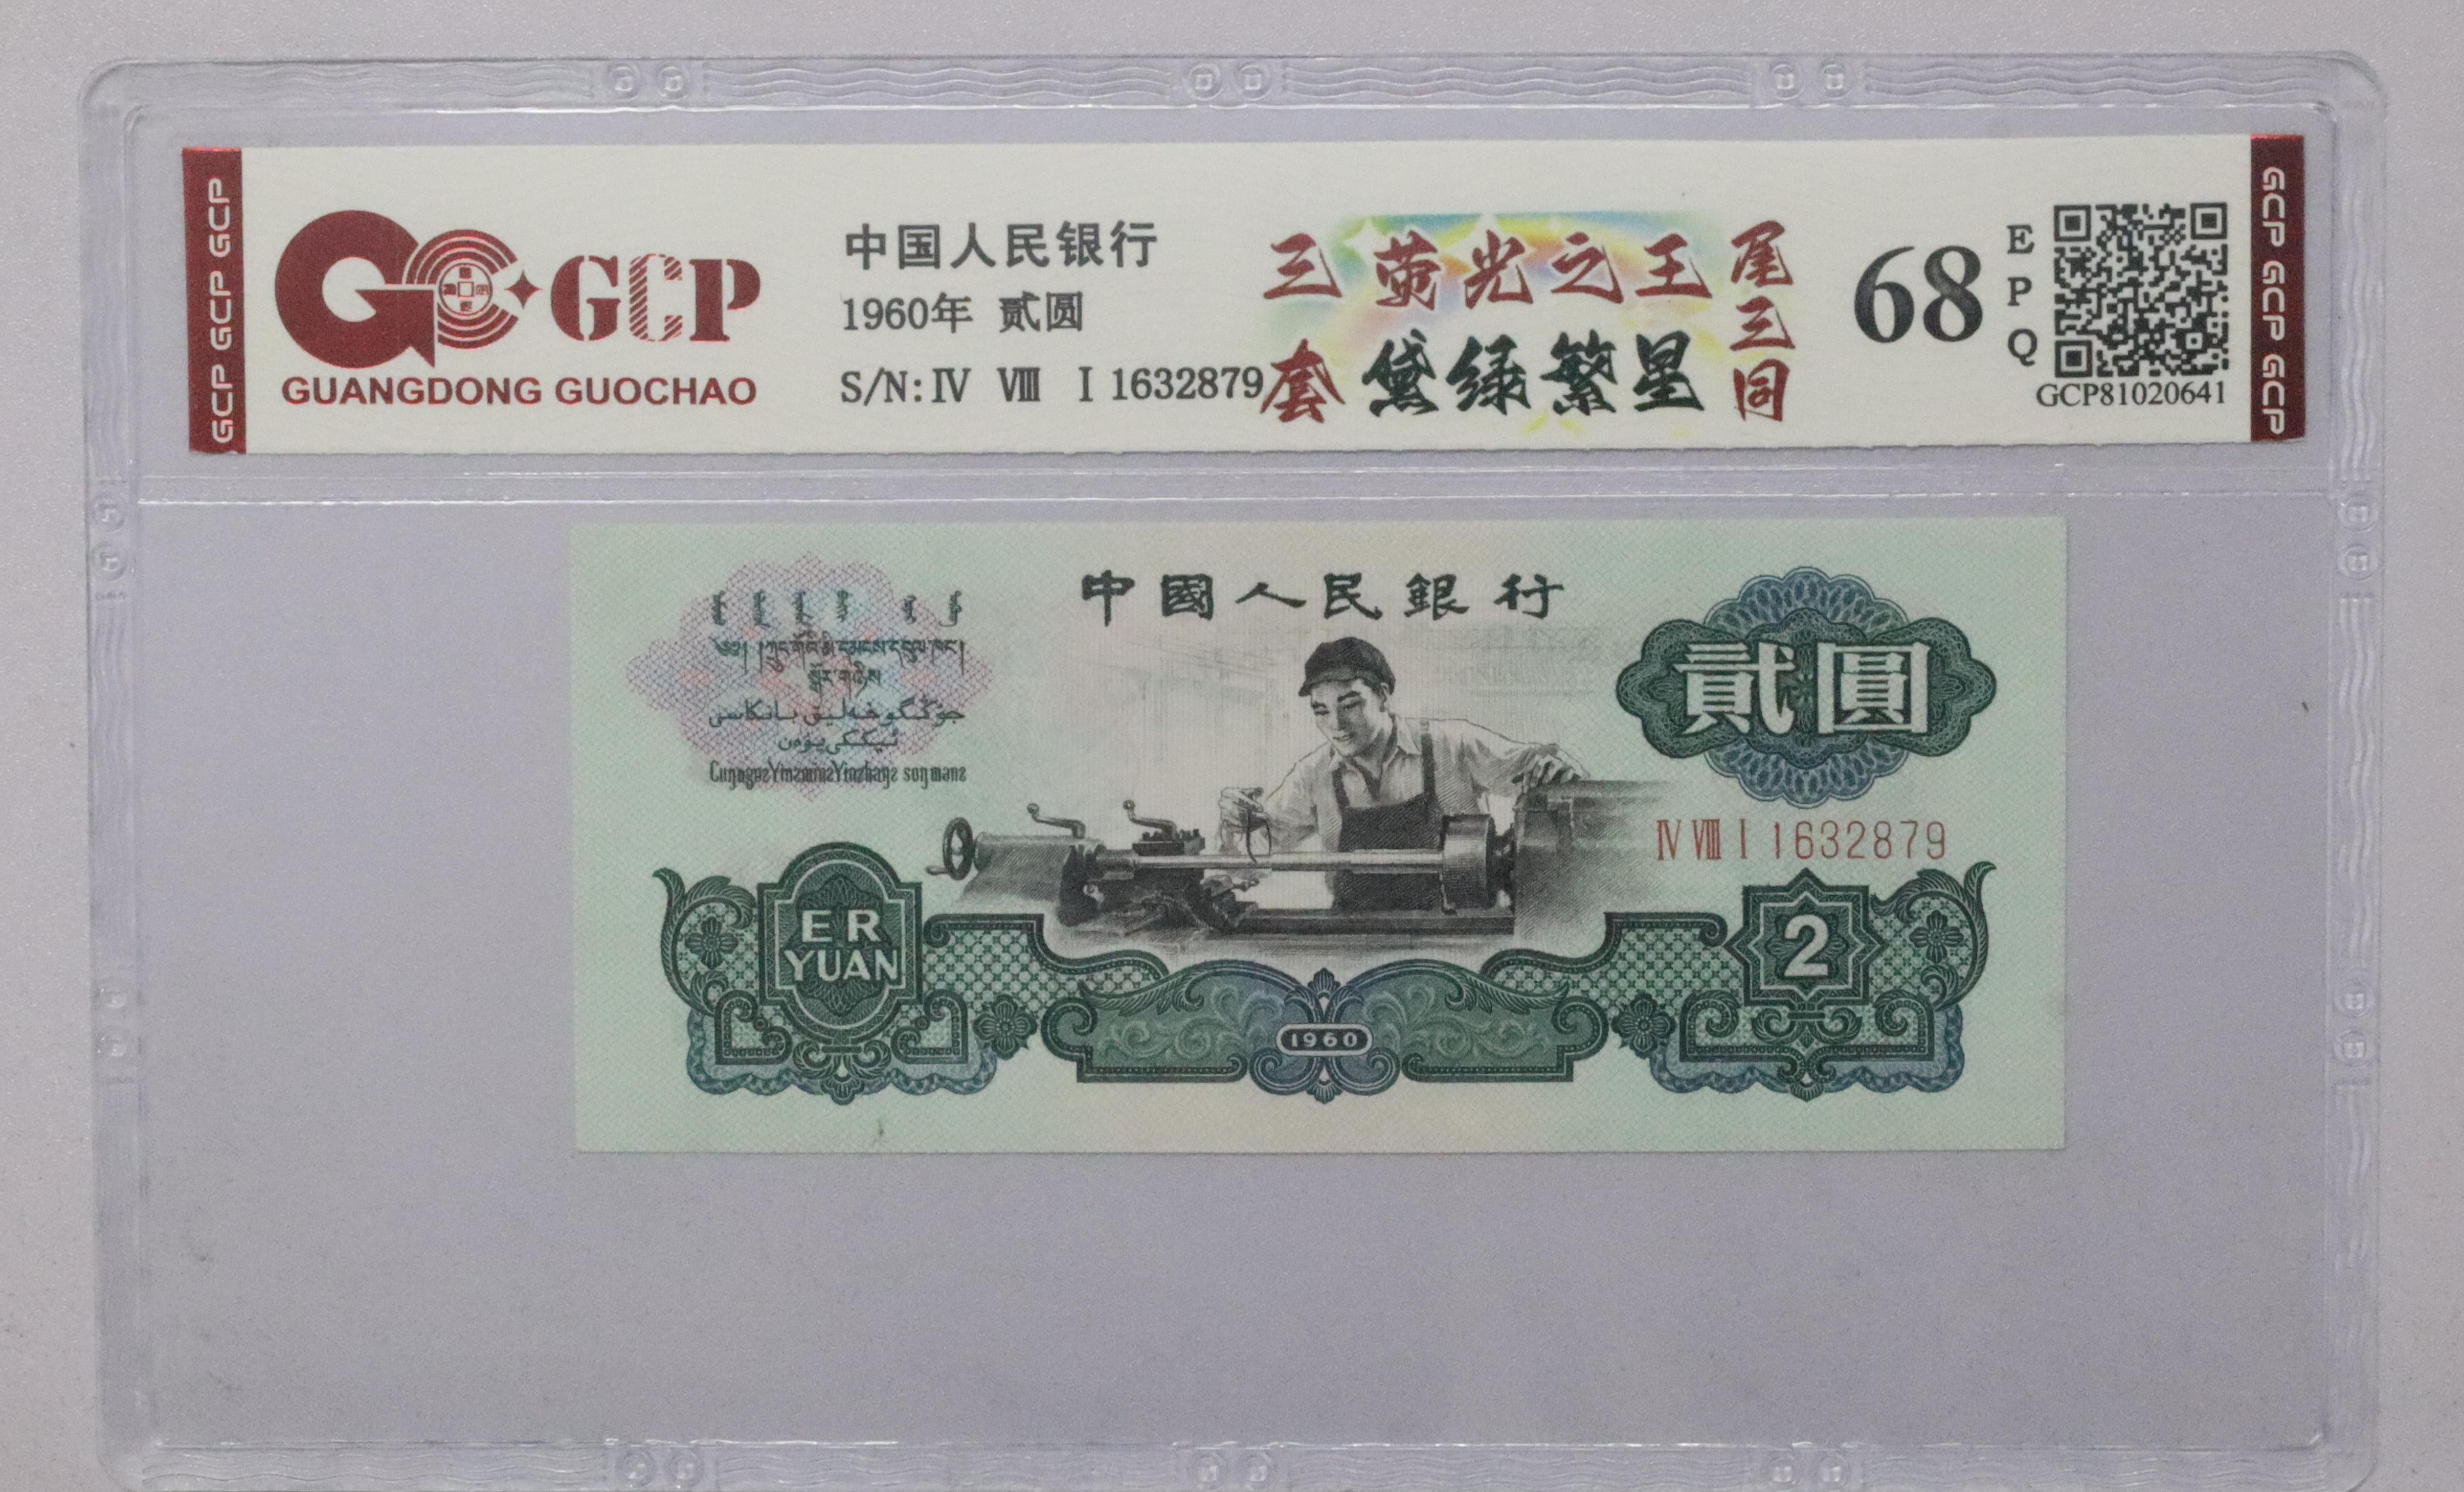 GCP GCP GCP
GCP
GUANGDONG GUOCHAO
中国人民银行
1960年 贰圆
S/N: Ⅳ Ⅷ Ⅰ 1632879
三套
荧光之王
黛绿繁星
尾三同
68
EPQ
GCP81020641
GCP GCP GCP
中國人民銀行
貳圓
Ⅳ Ⅷ Ⅰ 1632879
ER
YUAN
2
1960